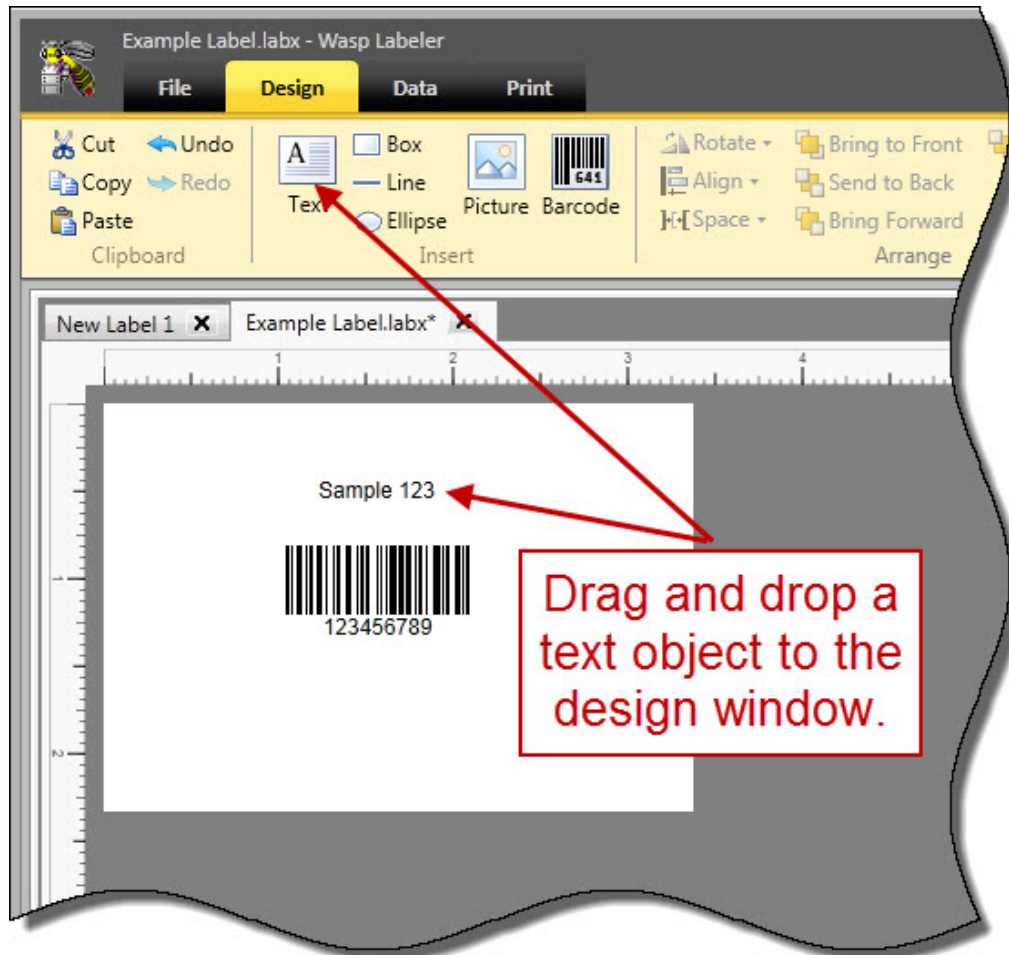 Example Label.labx - Wasp Labeler
File Design Data Print
Cut Undo
Copy Redo
Paste
Clipboard
A
Text
Box
Line
Ellipse
Picture
641
Barcode
Insert
Rotate
Align
Space
Bring to Front
Send to Back
Bring Forward
Arrange
New Label 1 Example Label.labx*
1 2 3 4
1
2
Sample 123
123456789
Drag and drop a
text object to the
design window.